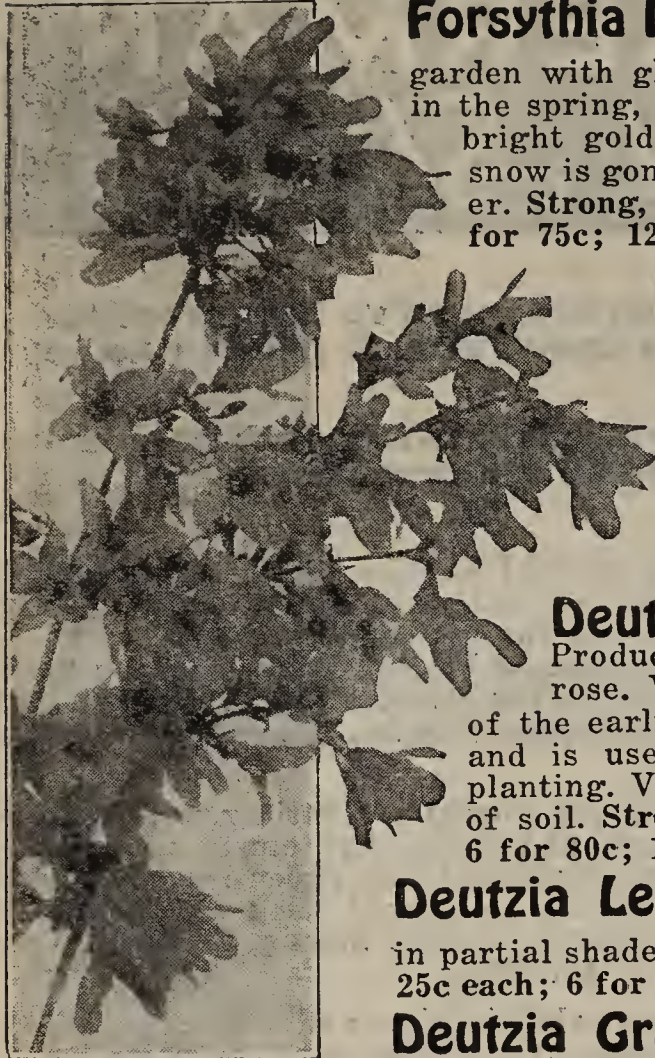 Forsythia
garden with
in the spring,
bright gold
snow is gon
er. Strong,
for 75c; 12
Deut
Produ
rose.
of the earl
and is use
planting. V
of soil. Str
6 for 80c;
Deutzia Le
in partial shade
25c each; 6 for
Deutzia Gr